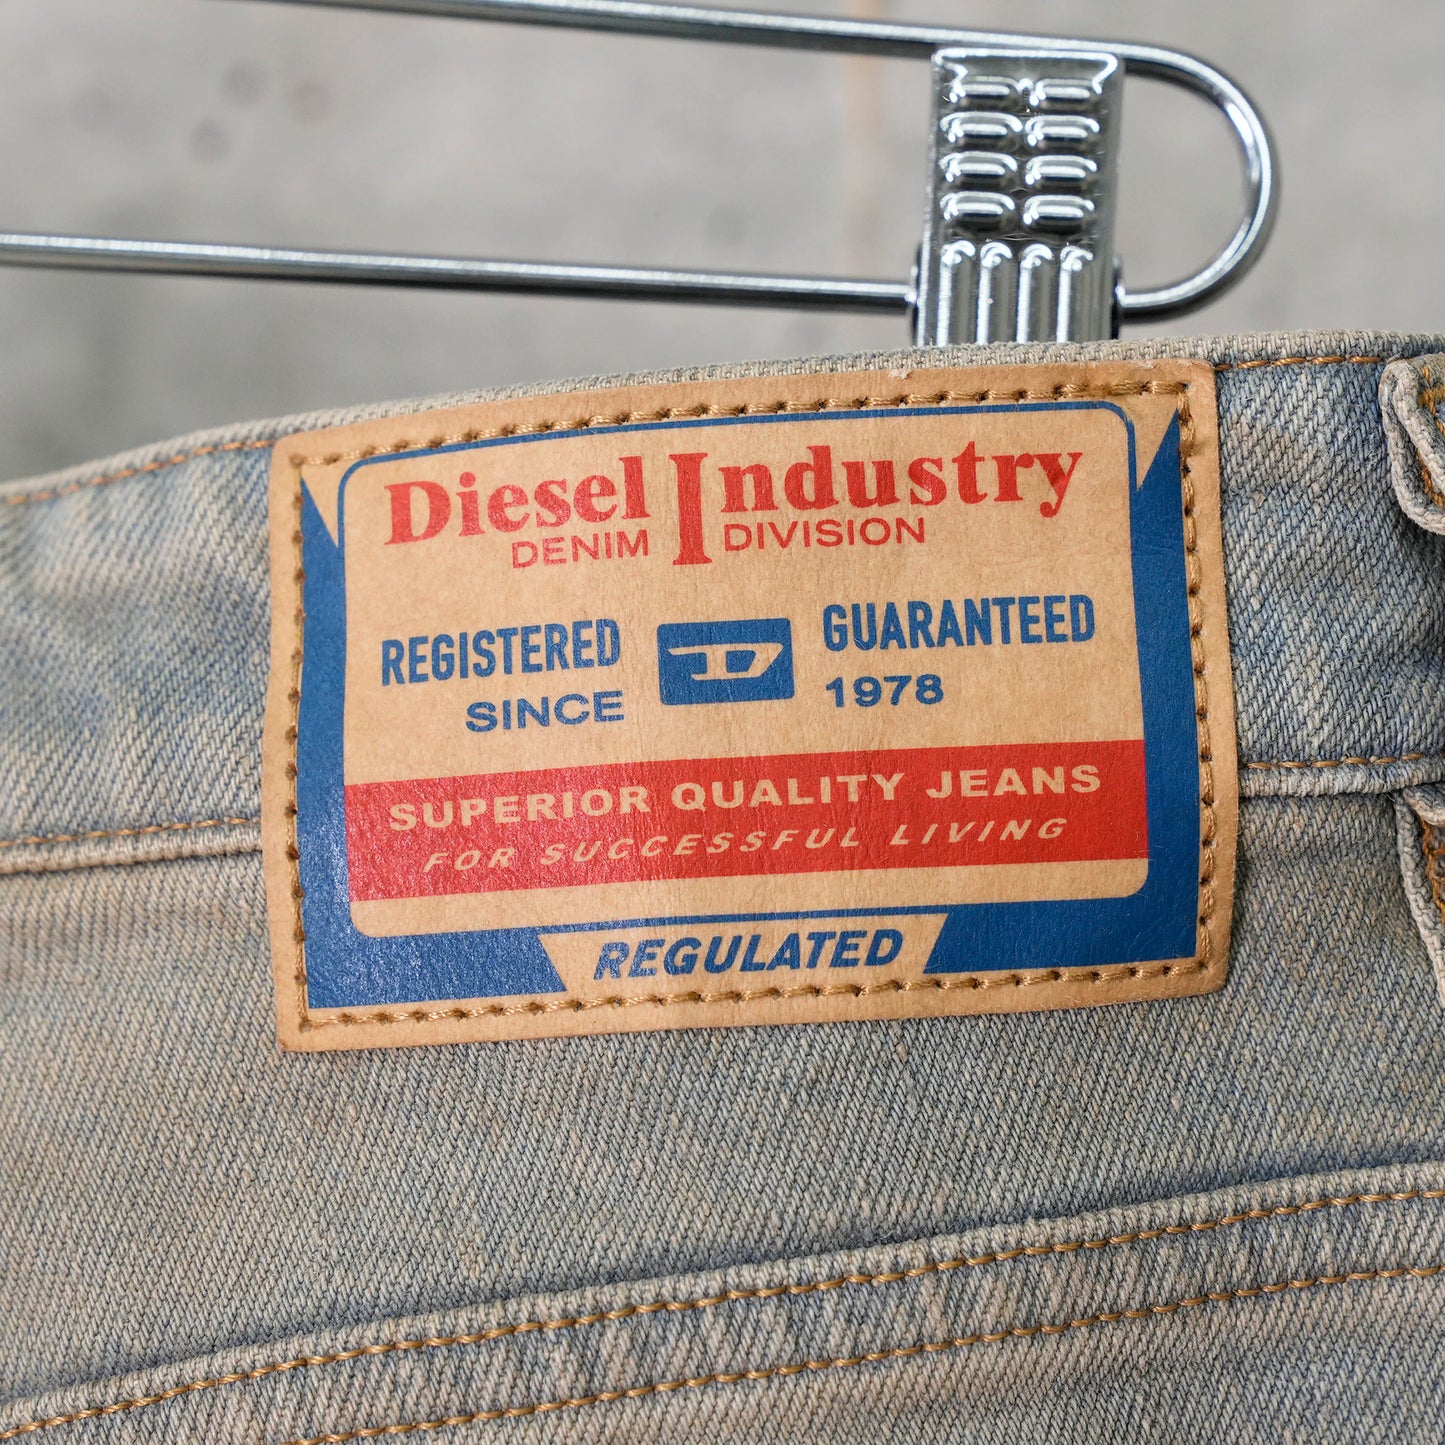 Diesel Industry
DENIM DIVISION
REGISTERED D GUARANTEED
SINCE 1978
SUPERIOR QUALITY JEANS
FOR SUCCESSFUL LIVING
REGULATED